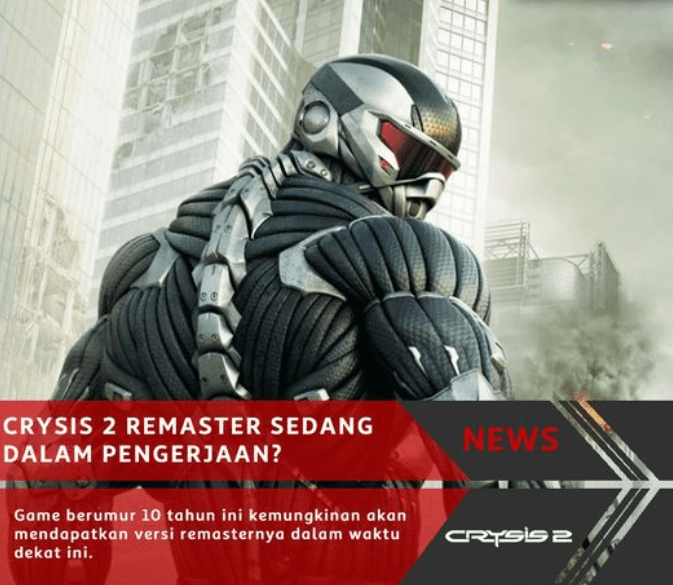 CRYSIS 2 REMASTER SEDANG
DALAM PENGERJAAN?
NEWS
Game berumur 10 tahun ini kemungkinan akan
mendapatkan versi remasternya dalam waktu
dekat ini.
CRYSIS 2